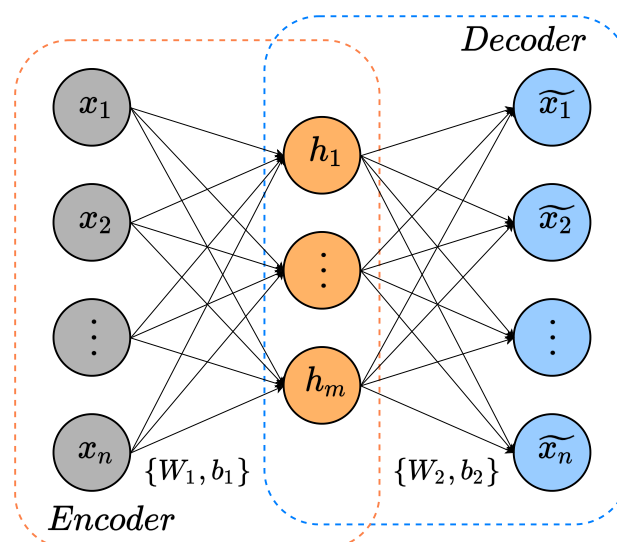 Decoder
x₁
h₁
x̃₁
x₂
x̃₂
⋮
⋮
⋮
hₘ
xₙ
{W₁, b₁}
{W₂, b₂}
x̃ₙ
Encoder